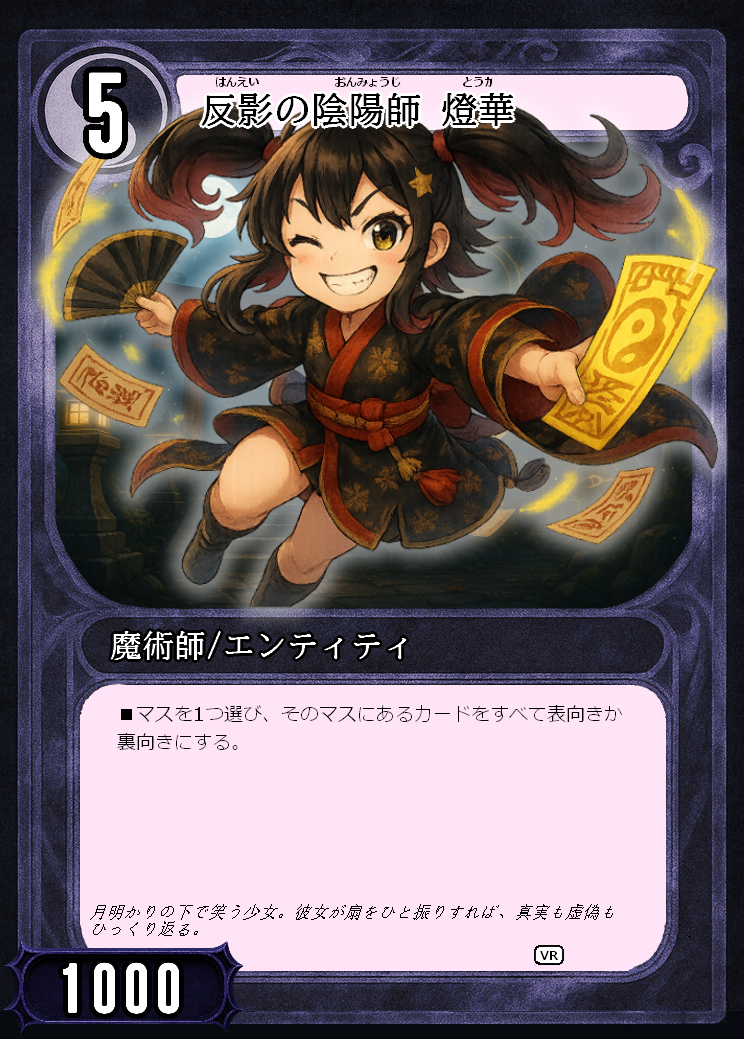 5
はんえい おんみょうじ とうか
反影の陰陽師 燈華
魔術師/エンティティ
■マスを1つ選び、そのマスにあるカードをすべて表向きか
裏向きにする。
月明かりの下で笑う少女。彼女が扇をひと振りすれば、真実も虚偽も
ひっくり返る。
VR
1000